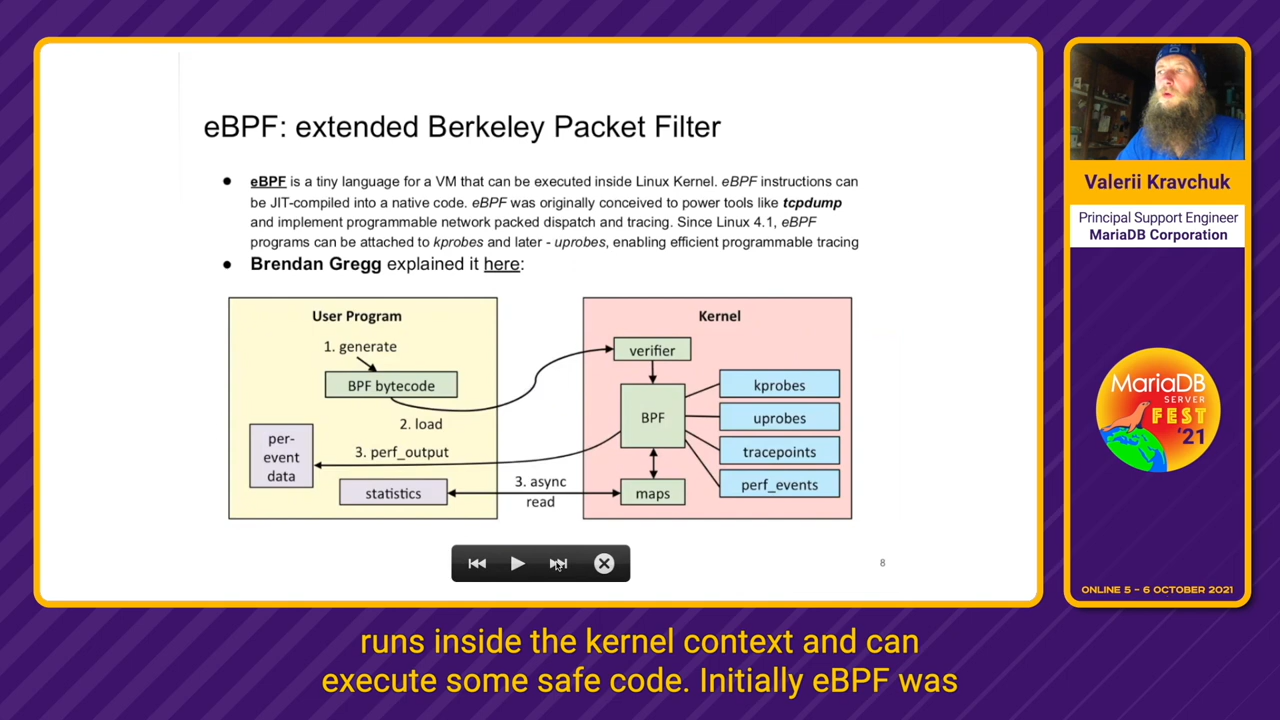 eBPF: extended Berkeley Packet Filter
● eBPF is a tiny language for a VM that can be executed inside Linux Kernel. eBPF instructions can
be JIT-compiled into a native code. eBPF was originally conceived to power tools like tcpdump
and implement programmable network packed dispatch and tracing. Since Linux 4.1, eBPF
programs can be attached to kprobes and later - uprobes, enabling efficient programmable tracing
● Brendan Gregg explained it here:
User Program
1. generate
BPF bytecode
2. load
per-
event
data
3. perf_output
statistics
3. async
read
Kernel
verifier
BPF
maps
kprobes
uprobes
tracepoints
perf_events
8
Valerii Kravchuk
Principal Support Engineer
MariaDB Corporation
MariaDB
SERVER
FEST
'21
ONLINE 5 – 6 OCTOBER 2021
runs inside the kernel context and can
execute some safe code. Initially eBPF was